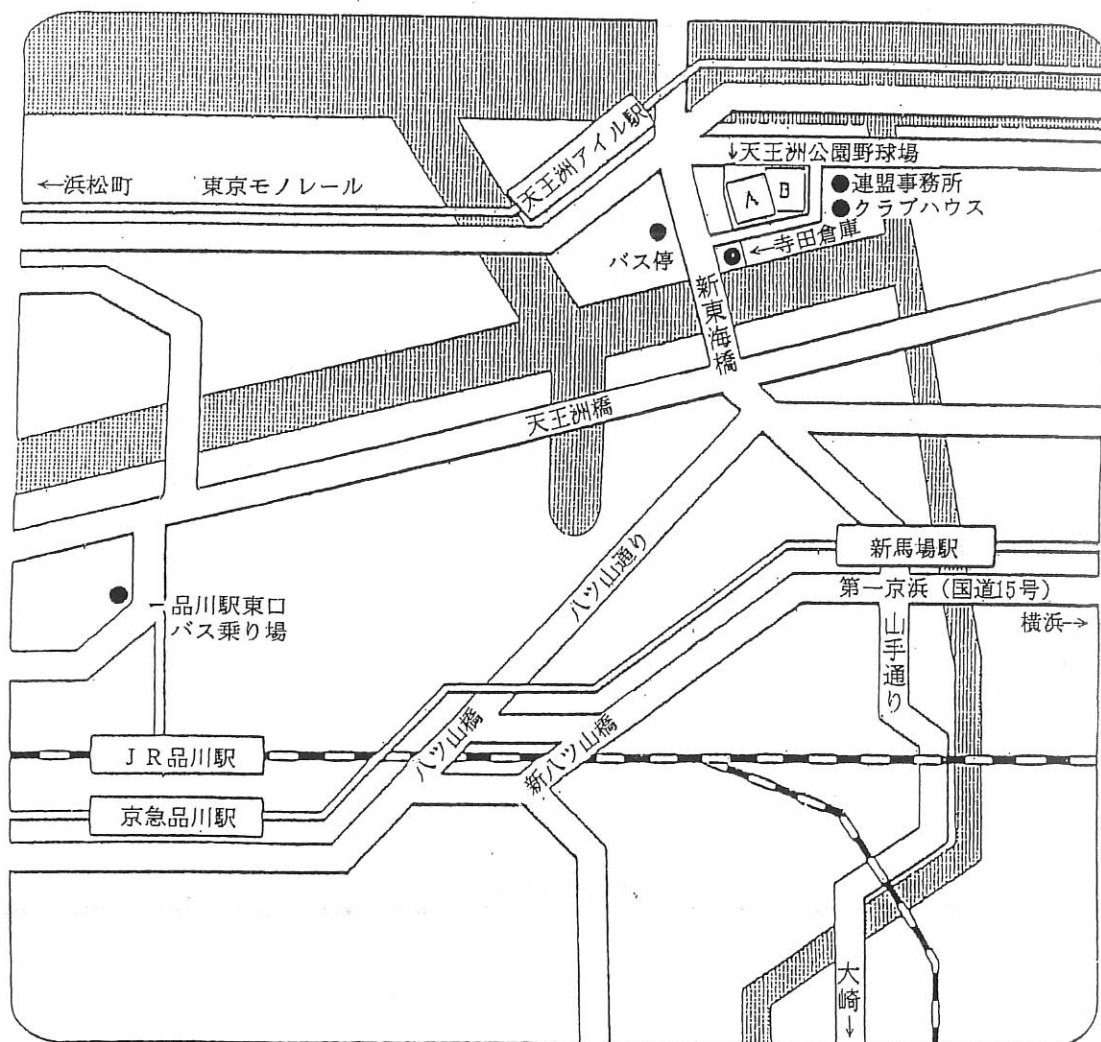 天王洲アイル駅
↓天王洲公園野球場
←浜松町
東京モノレール
A
B
●連盟事務所
●クラブハウス
←寺田倉庫
バス停
新東海橋
天王洲橋
八ツ山通り
新馬場駅
第一京浜（国道15号）
横浜→
品川駅東口
バス乗り場
山手通り
八ツ山橋
新八ツ山橋
ＪＲ品川駅
京急品川駅
大崎↓